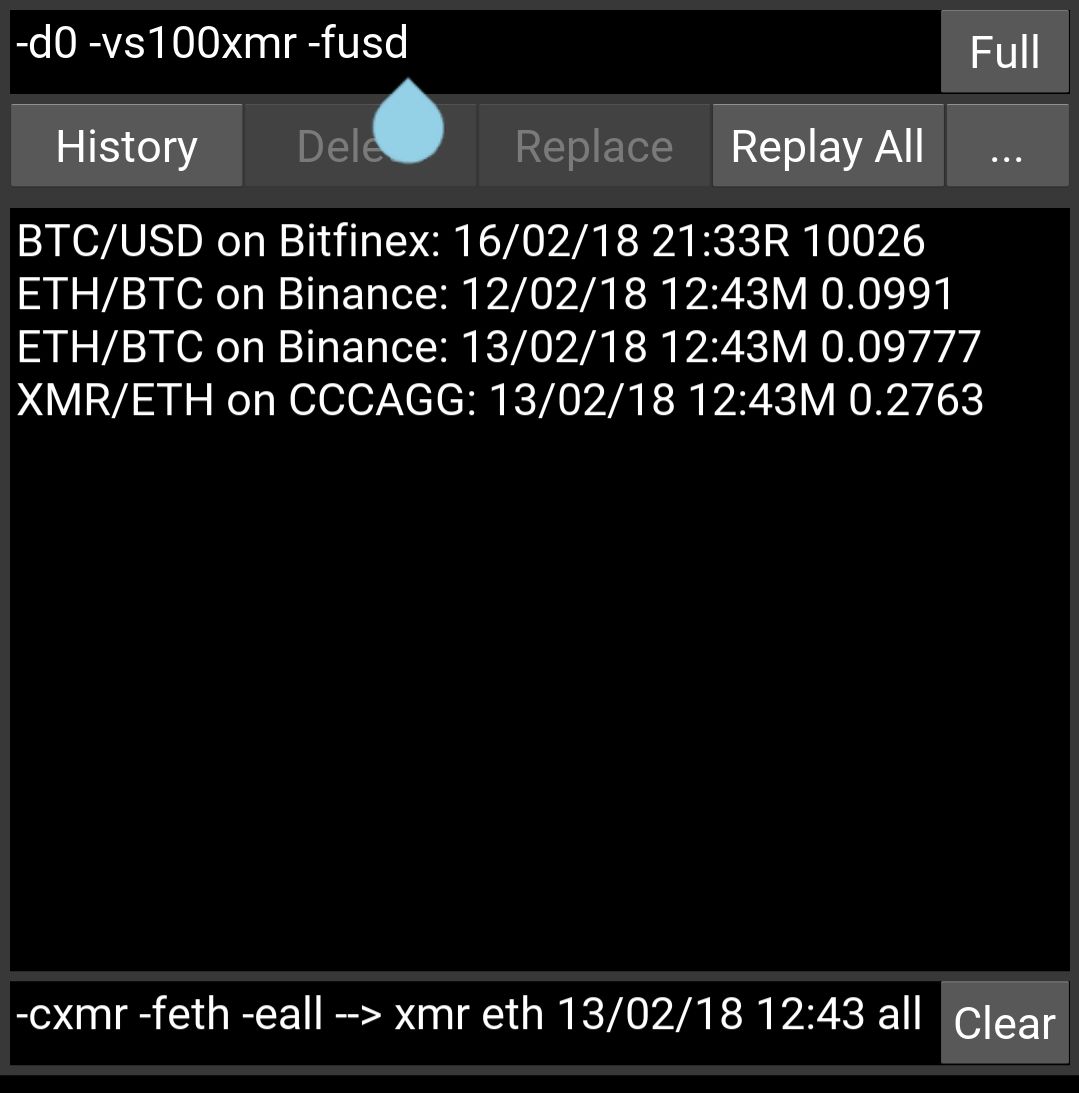 -d0 -vs100xmr -fusd
Full
History
Replace
Replay All
...
BTC/USD on Bitfinex: 16/02/18 21:33R 10026
ETH/BTC on Binance: 12/02/18 12:43M 0.0991
ETH/BTC on Binance: 13/02/18 12:43M 0.09777
XMR/ETH on CCCAGG: 13/02/18 12:43M 0.2763
-cxmr -feth -eall --> xmr eth 13/02/18 12:43 all
Clear